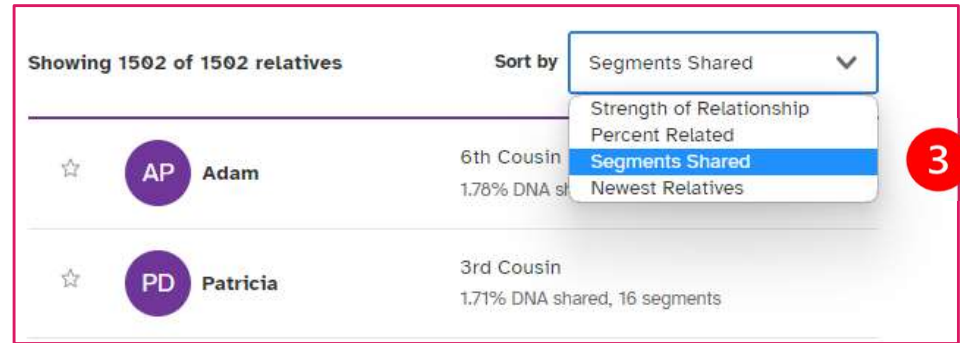 Showing 1502 of 1502 relatives
Sort by
Segments Shared
Strength of Relationship
Percent Related
Segments Shared
Newest Relatives
3
AP
Adam
6th Cousin
1.78% DNA
PD
Patricia
3rd Cousin
1.71% DNA shared, 16 segments